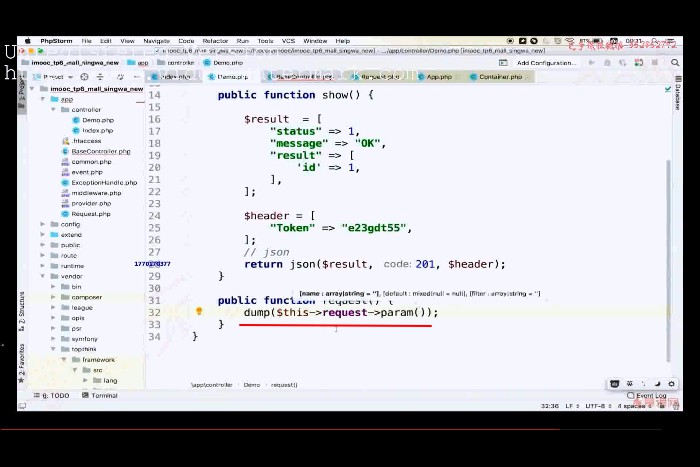 PhpStorm File Edit View Navigate Code Refactor Run Tools VCS Window Help
imooc_tp6_mall_singwa_new app controller Demo.php
Add Configuration...
index.php Demo.php BaseController.php Request.php App.php Container.php
imooc_tp6_mall_singwa_new
app
controller
Demo.php
Index.php
.htaccess
BaseController.php
common.php
event.php
ExceptionHandle.php
middleware.php
provider.php
Request.php
config
extend
public
route
runtime
vendor
bin
composer
league
opis
psr
symfony
topthink
framework
src
lang
Database
Z: Structure
2: Favorites
14 public function show() {
15
16 $result = [
17 "status" => 1,
18 "message" => "OK",
19 "result" => [
20 'id' => 1,
21 ],
22 ];
23
24 $header = [
25 "Token" => "e23gdt55",
26 ];
27 // json
28 return json($result, code: 201, $header);
29 }
30
[name : array|string = ''], [default : mixed|null = null], [filter : array|string = '']
31 public function request() {
32 dump($this->request->param());
33 }
34 }
\app\controller Demo request()
6: TODO Terminal Event Log
32:36 LF UTF-8 4 spaces